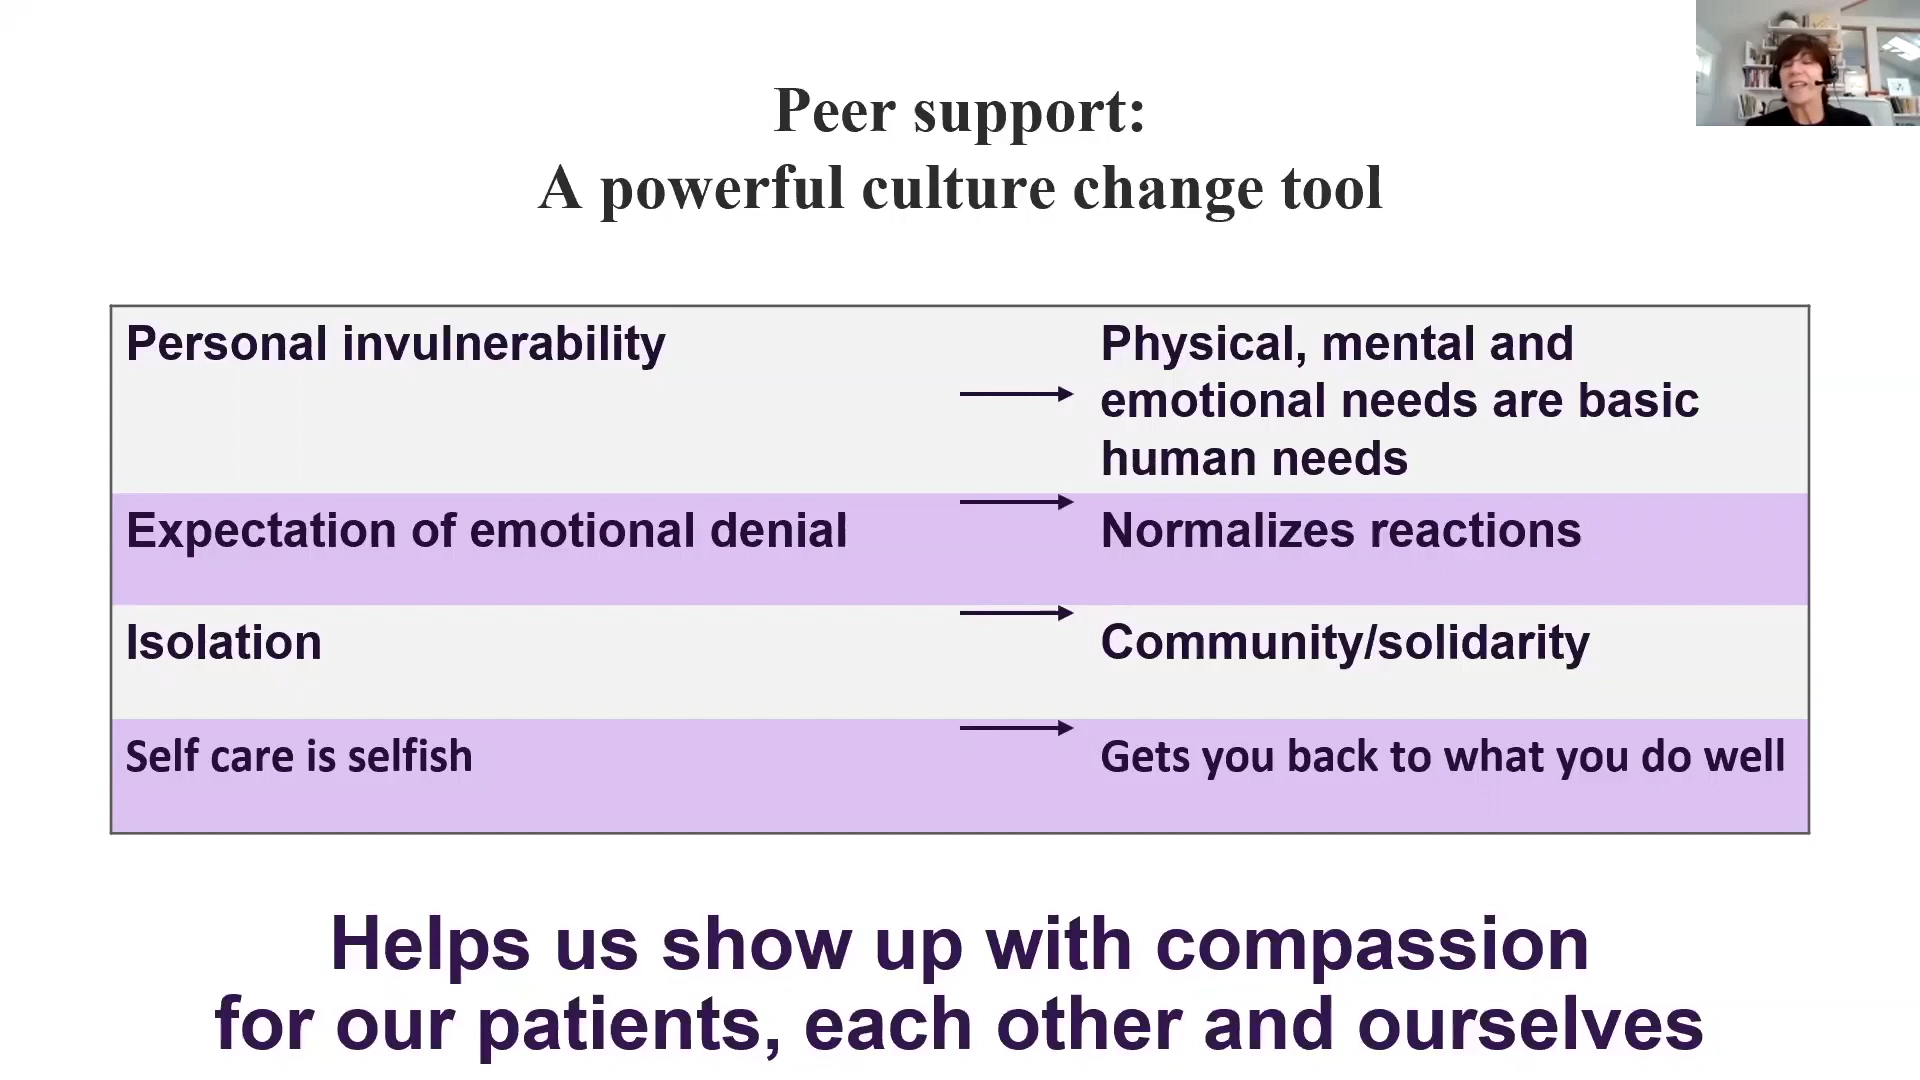 Peer support:
A powerful culture change tool
Personal invulnerability
Physical, mental and
emotional needs are basic
human needs
Expectation of emotional denial
Normalizes reactions
Isolation
Community/solidarity
Self care is selfish
Gets you back to what you do well
Helps us show up with compassion
for our patients, each other and ourselves